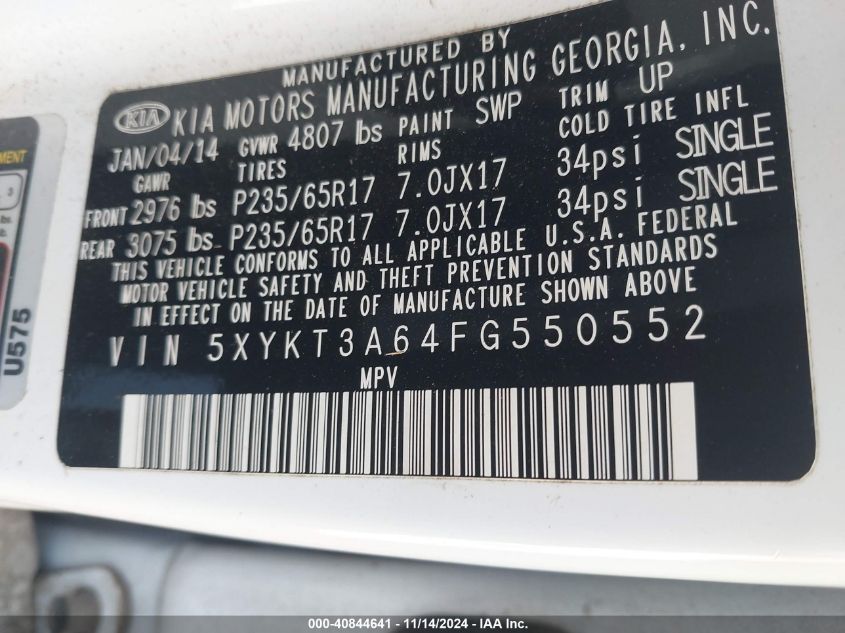 MANUFACTURED BY
KIA KIA MOTORS MANUFACTURING GEORGIA, INC.
JAN/04/14 GVWR 4807 lbs PAINT SWP TRIM UP
GAWR TIRES RIMS COLD TIRE INFL
FRONT 2976 lbs P235/65R17 7.0JX17 34psi SINGLE
REAR 3075 lbs P235/65R17 7.0JX17 34psi SINGLE
THIS VEHICLE CONFORMS TO ALL APPLICABLE U.S.A. FEDERAL
MOTOR VEHICLE SAFETY AND THEFT PREVENTION STANDARDS
IN EFFECT ON THE DATE OF MANUFACTURE SHOWN ABOVE
VIN 5XYKT3A64FG550552
MPV
U575
000-40844641 - 11/14/2024 - IAA Inc.